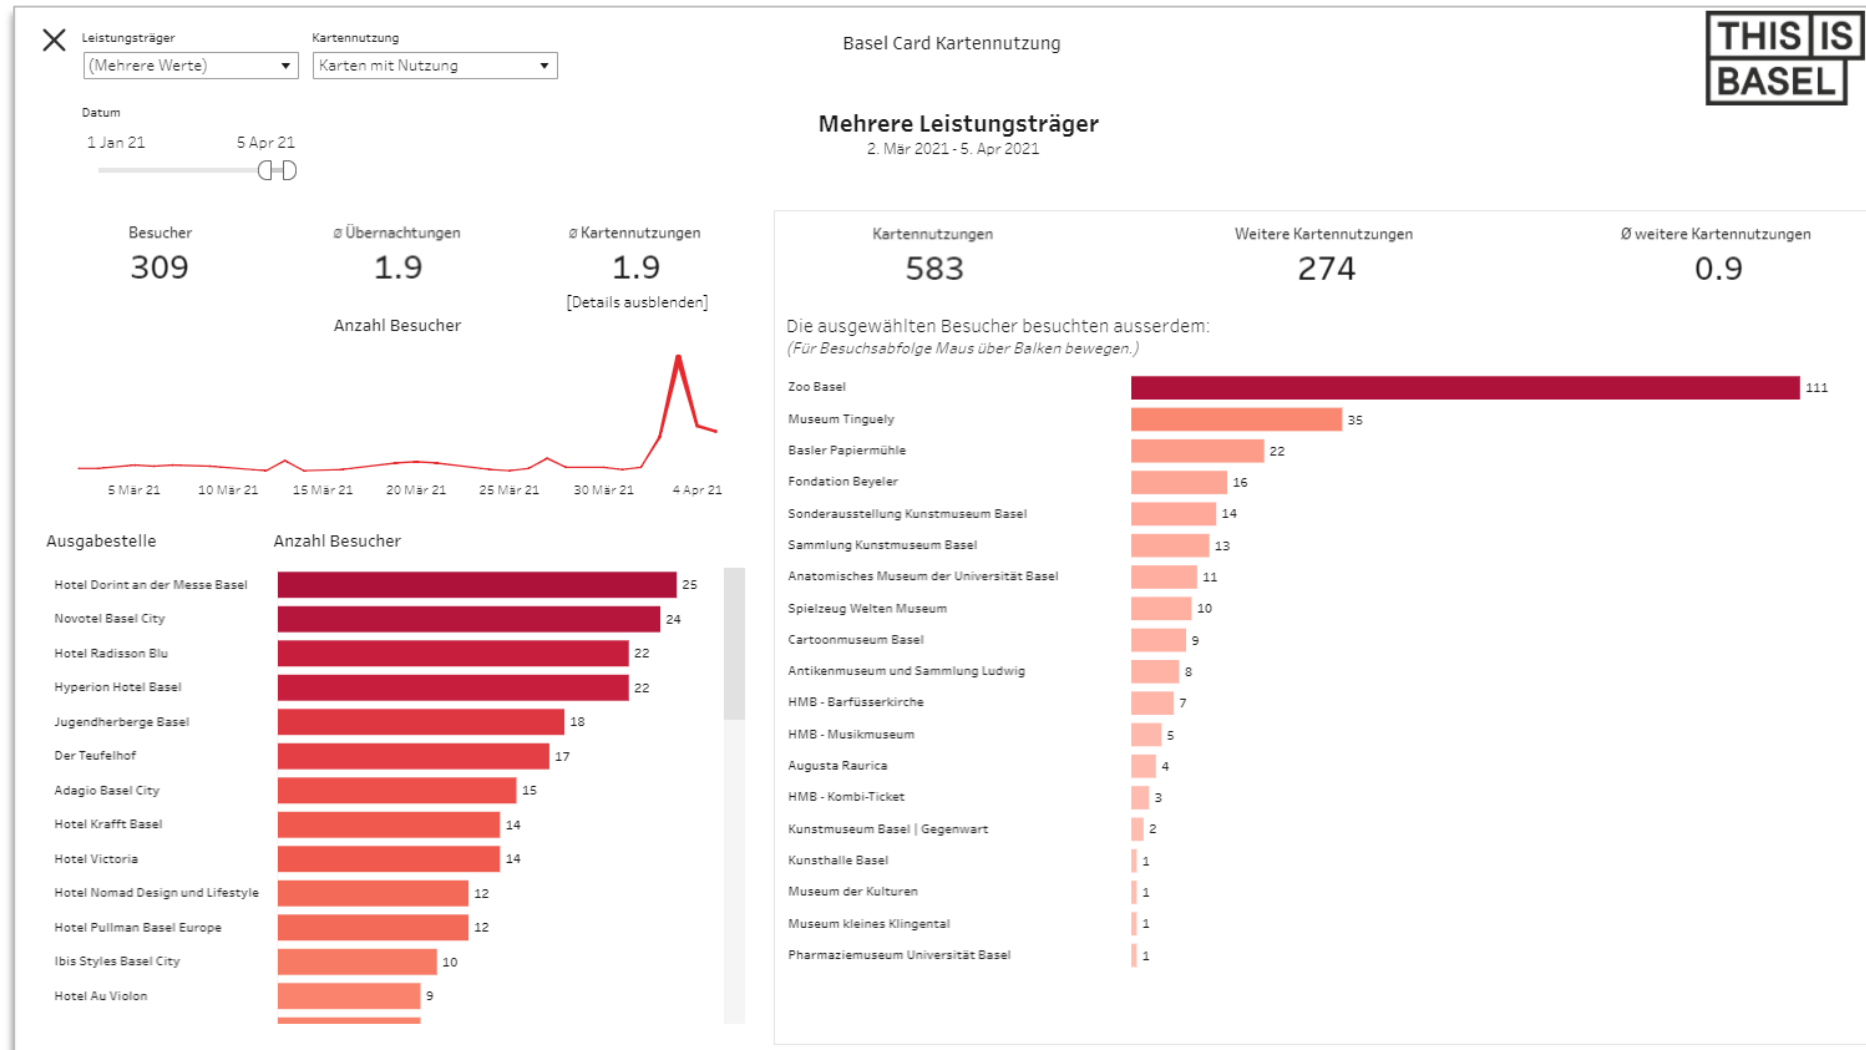 Leistungsträger
Kartennutzung
(Mehrere Werte)
Karten mit Nutzung
Basel Card Kartennutzung
THIS IS
BASEL
Datum
1 Jan 21
5 Apr 21
Mehrere Leistungsträger
2. Mär 2021 - 5. Apr 2021
Besucher
ø Übernachtungen
ø Kartennutzungen
309
1.9
1.9
[Details ausblenden]
Kartennutzungen
Weitere Kartennutzungen
Ø weitere Kartennutzungen
583
274
0.9
Anzahl Besucher
5 Mär 21
10 Mär 21
15 Mär 21
20 Mär 21
25 Mär 21
30 Mär 21
4 Apr 21
Ausgabestelle
Anzahl Besucher
Hotel Dorint an der Messe Basel 25
Novotel Basel City 24
Hotel Radisson Blu 22
Hyperion Hotel Basel 22
Jugendherberge Basel 18
Der Teufelhof 17
Adagio Basel City 15
Hotel Krafft Basel 14
Hotel Victoria 14
Hotel Nomad Design und Lifestyle 12
Hotel Pullman Basel Europe 12
Ibis Styles Basel City 10
Hotel Au Violon 9
Die ausgewählten Besucher besuchten ausserdem:
(Für Besuchsabfolge Maus über Balken bewegen.)
Zoo Basel 111
Museum Tinguely 35
Basler Papiermühle 22
Fondation Beyeler 16
Sonderausstellung Kunstmuseum Basel 14
Sammlung Kunstmuseum Basel 13
Anatomisches Museum der Universität Basel 11
Spielzeug Welten Museum 10
Cartoonmuseum Basel 9
Antikenmuseum und Sammlung Ludwig 8
HMB - Barfüsserkirche 7
HMB - Musikmuseum 5
Augusta Raurica 4
HMB - Kombi-Ticket 3
Kunstmuseum Basel | Gegenwart 2
Kunsthalle Basel 1
Museum der Kulturen 1
Museum kleines Klingental 1
Pharmaziemuseum Universität Basel 1